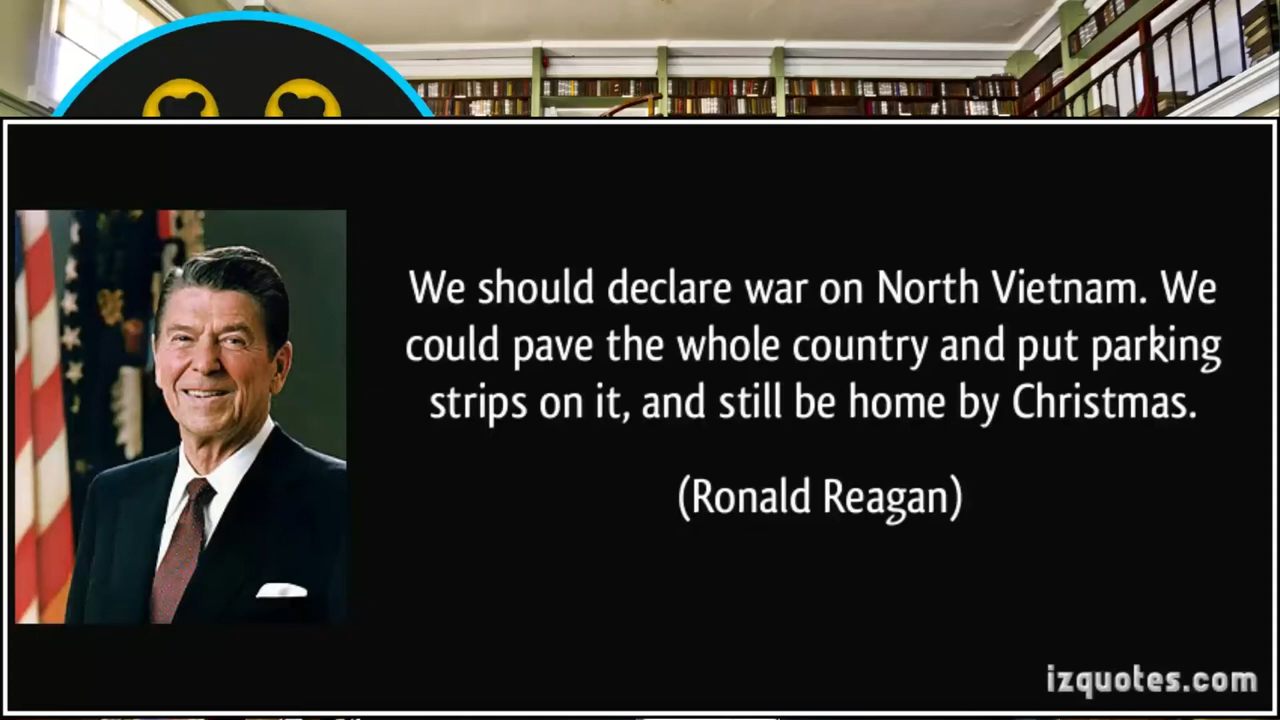 We should declare war on North Vietnam. We
could pave the whole country and put parking
strips on it, and still be home by Christmas.
(Ronald Reagan)
izquotes.com